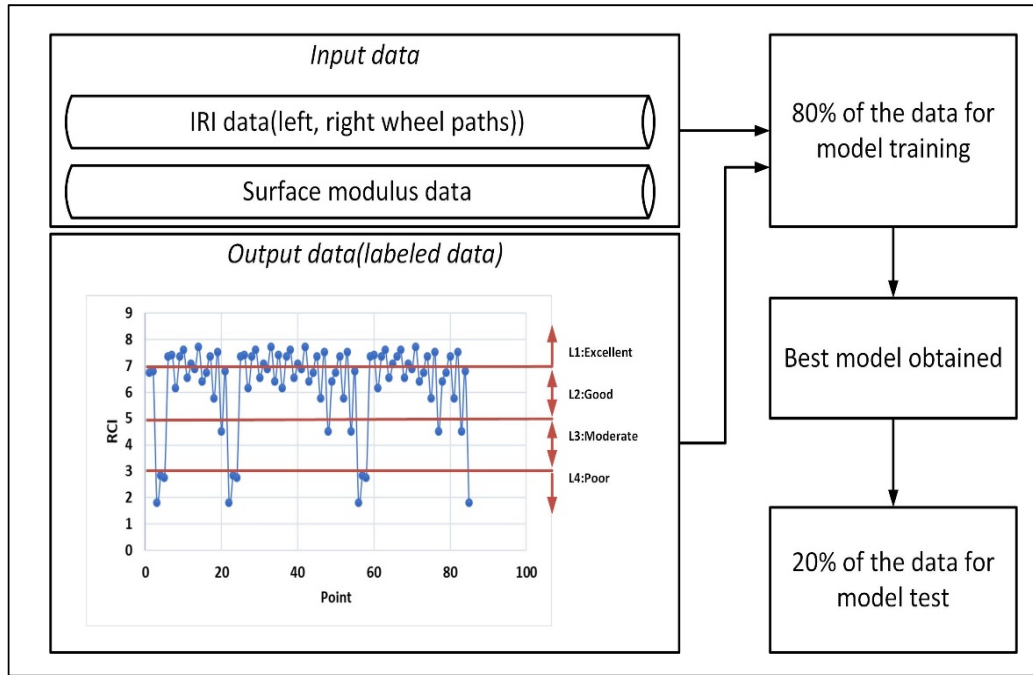 Input data
IRI data(left, right wheel paths))
Surface modulus data
Output data(labeled data)
9
8
7
6
5
4
3
2
1
0
RCI
0
20
40
60
80
100
Point
L1:Excellent
L2:Good
L3:Moderate
L4:Poor
80% of the data for
model training
Best model obtained
20% of the data for
model test